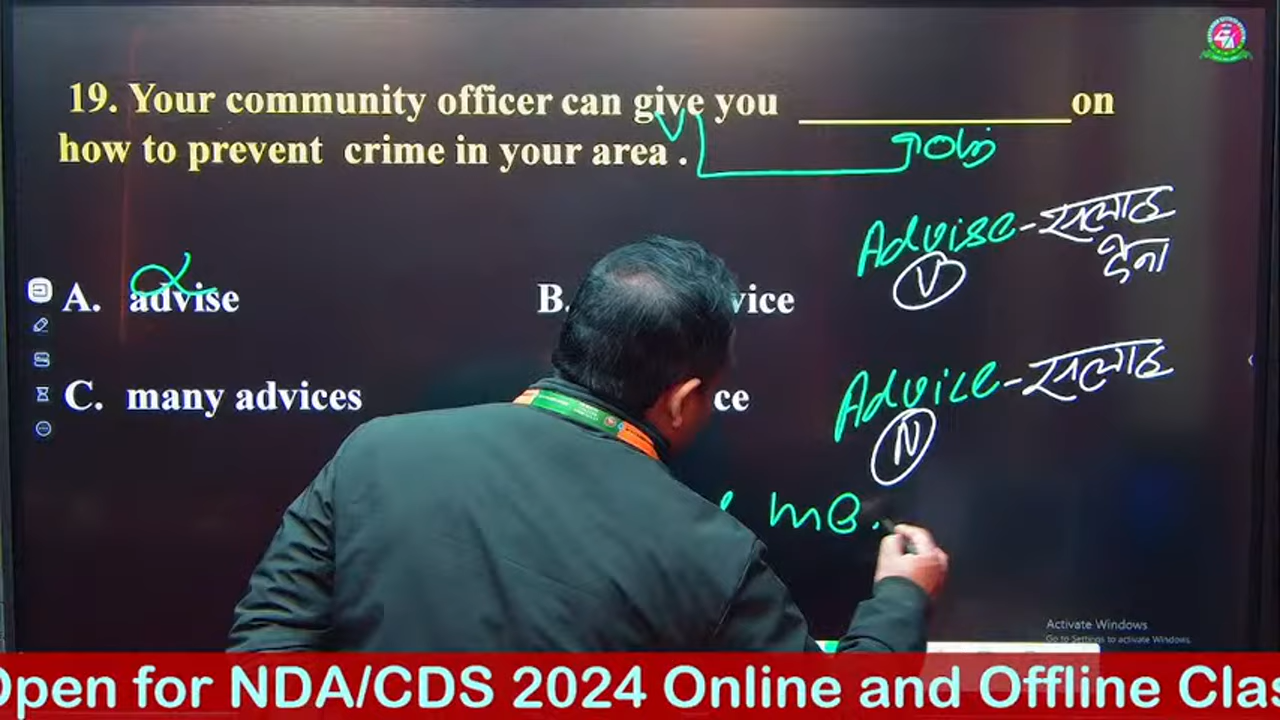 19. Your community officer can give you ____________ on
how to prevent crime in your area .
V
Advise - सलाह
देना
V
A. advise
B. vice
Advice - सलाह
C. many advices
ce
N
me.
Activate Windows
Go to Settings to activate Windows.
Open for NDA/CDS 2024 Online and Offline Clas